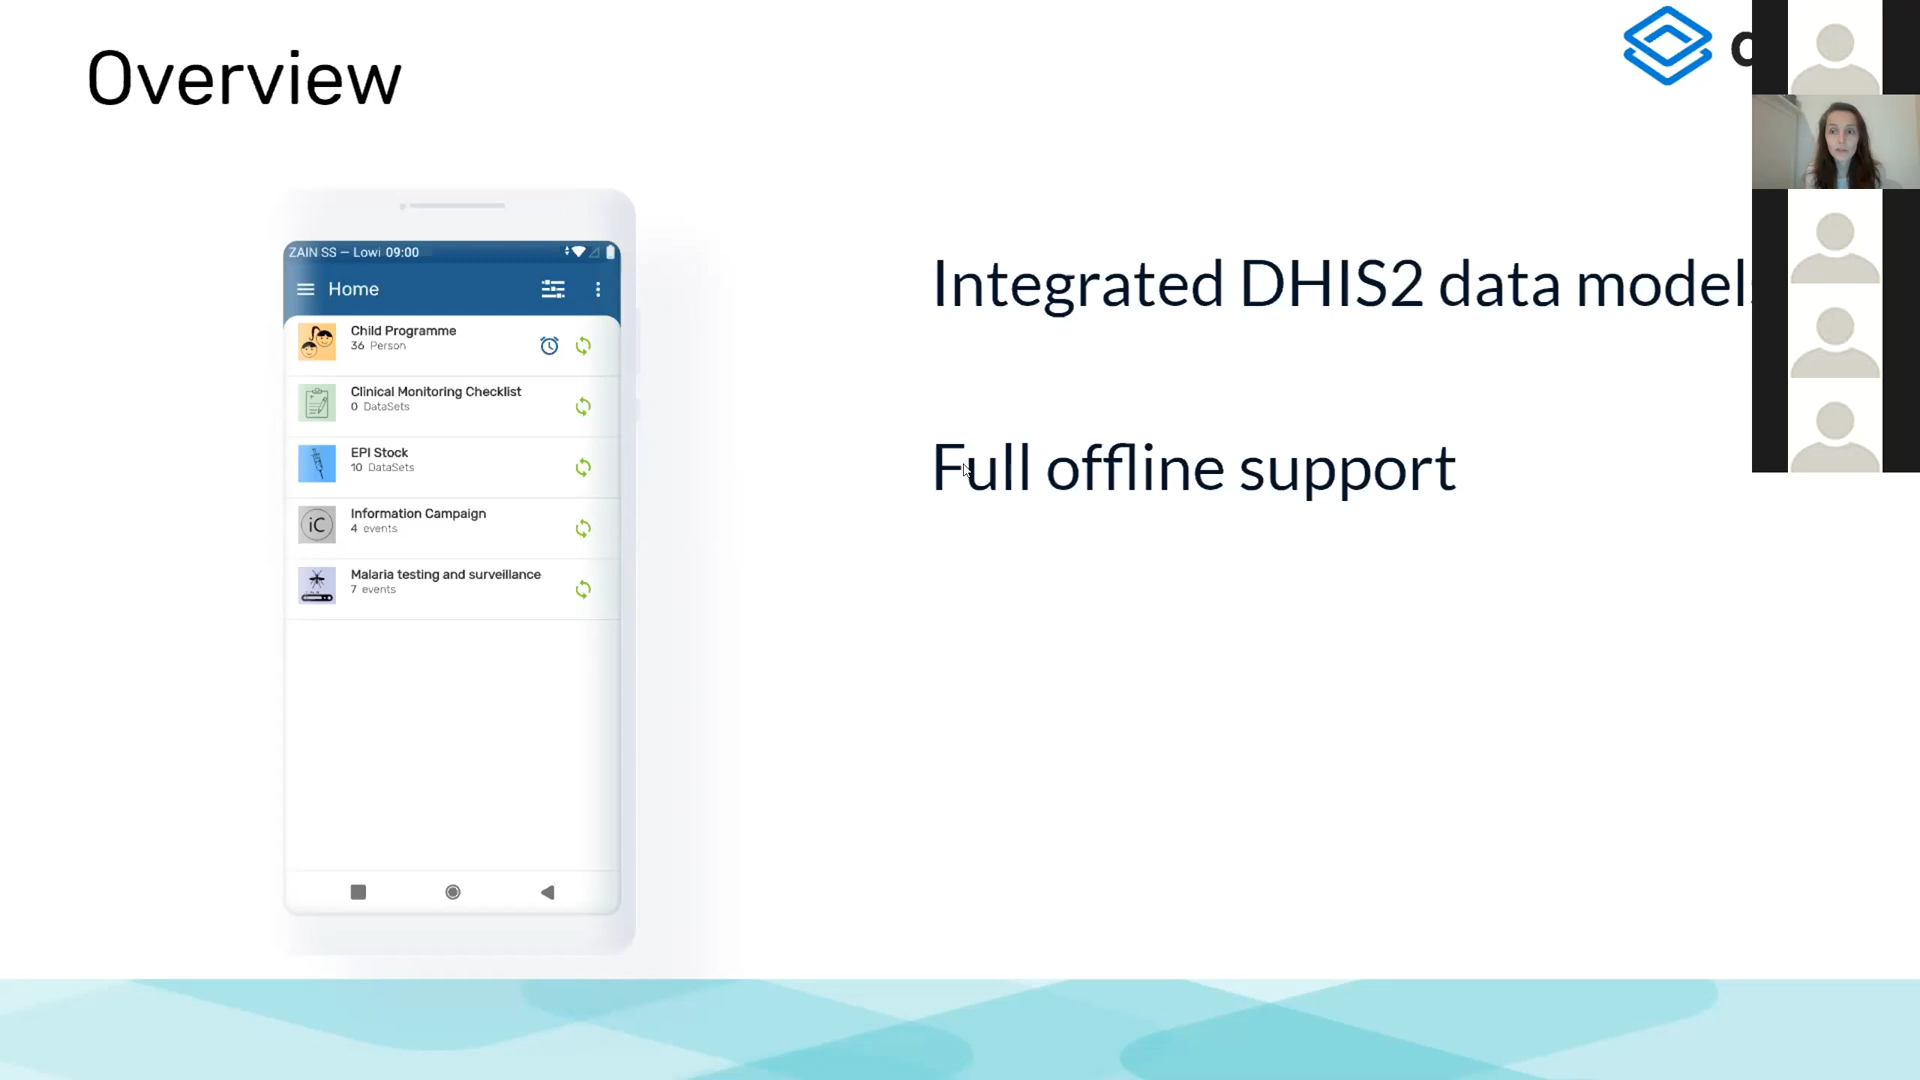 Overview
ZAIN SS – Lowi 09:00
Home
Child Programme
36 Person
Clinical Monitoring Checklist
0 DataSets
EPI Stock
10 DataSets
iC
Information Campaign
4 events
Malaria testing and surveillance
7 events
Integrated DHIS2 data models
Full offline support